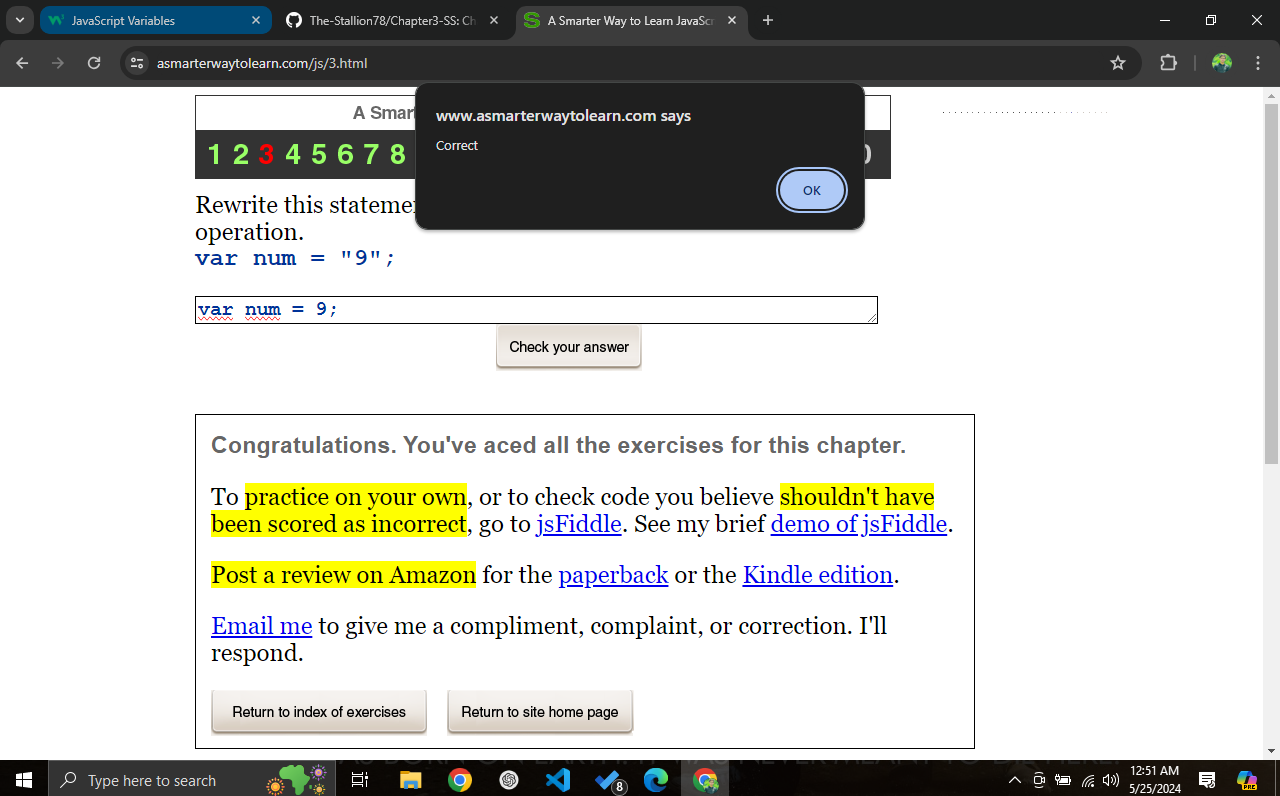 JavaScript Variables
The-Stallion78/Chapter3-SS: Ch
A Smarter Way to Learn JavaScr
asmarterwaytolearn.com/js/3.html
www.asmarterwaytolearn.com says
Correct
OK
A Smart
1 2 3 4 5 6 7 8
Rewrite this statemen
operation.
var num = "9";
var num = 9;
Check your answer
Congratulations. You've aced all the exercises for this chapter.
To practice on your own, or to check code you believe shouldn't have
been scored as incorrect, go to jsFiddle. See my brief demo of jsFiddle.
Post a review on Amazon for the paperback or the Kindle edition.
Email me to give me a compliment, complaint, or correction. I'll
respond.
Return to index of exercises
Return to site home page
Type here to search
8
12:51 AM
5/25/2024
PRE